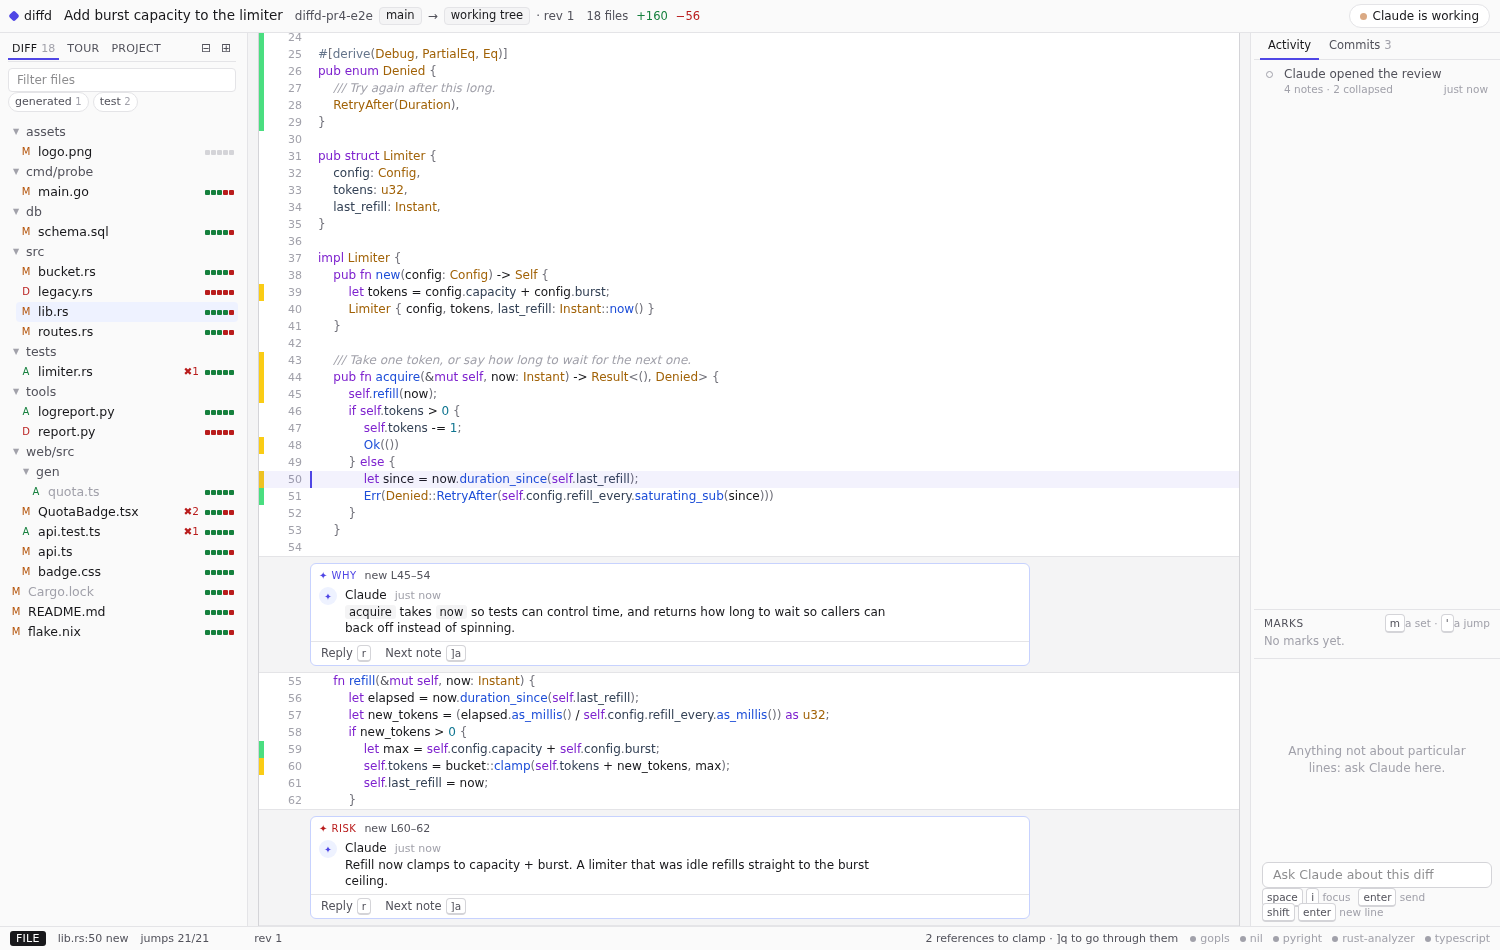 diffd Add burst capacity to the limiter diffd-pr4-e2e main → working tree · rev 1 18 files +160 −56 Claude is working
DIFF 18 TOUR PROJECT
Filter files
generated 1 test 2
assets
M logo.png
cmd/probe
M main.go
db
M schema.sql
src
M bucket.rs
D legacy.rs
M lib.rs
M routes.rs
tests
A limiter.rs ✖1
tools
A logreport.py
D report.py
web/src
gen
A quota.ts
M QuotaBadge.tsx ✖2
A api.test.ts ✖1
M api.ts
M badge.css
M Cargo.lock
M README.md
M flake.nix
24
25 #[derive(Debug, PartialEq, Eq)]
26 pub enum Denied {
27 /// Try again after this long.
28 RetryAfter(Duration),
29 }
30
31 pub struct Limiter {
32 config: Config,
33 tokens: u32,
34 last_refill: Instant,
35 }
36
37 impl Limiter {
38 pub fn new(config: Config) -> Self {
39 let tokens = config.capacity + config.burst;
40 Limiter { config, tokens, last_refill: Instant::now() }
41 }
42
43 /// Take one token, or say how long to wait for the next one.
44 pub fn acquire(&mut self, now: Instant) -> Result<(), Denied> {
45 self.refill(now);
46 if self.tokens > 0 {
47 self.tokens -= 1;
48 Ok(())
49 } else {
50 let since = now.duration_since(self.last_refill);
51 Err(Denied::RetryAfter(self.config.refill_every.saturating_sub(since)))
52 }
53 }
54
✦ WHY new L45–54
✦ Claude just now
acquire takes now so tests can control time, and returns how long to wait so callers can
back off instead of spinning.
Reply r Next note ]a
55 fn refill(&mut self, now: Instant) {
56 let elapsed = now.duration_since(self.last_refill);
57 let new_tokens = (elapsed.as_millis() / self.config.refill_every.as_millis()) as u32;
58 if new_tokens > 0 {
59 let max = self.config.capacity + self.config.burst;
60 self.tokens = bucket::clamp(self.tokens + new_tokens, max);
61 self.last_refill = now;
62 }
✦ RISK new L60–62
✦ Claude just now
Refill now clamps to capacity + burst. A limiter that was idle refills straight to the burst
ceiling.
Reply r Next note ]a
Activity Commits 3
Claude opened the review
4 notes · 2 collapsed just now
MARKS m a set · ' a jump
No marks yet.
Anything not about particular
lines: ask Claude here.
Ask Claude about this diff
space i focus enter send
shift enter new line
FILE lib.rs:50 new jumps 21/21 rev 1 2 references to clamp · ]q to go through them gopls nil pyright rust-analyzer typescript